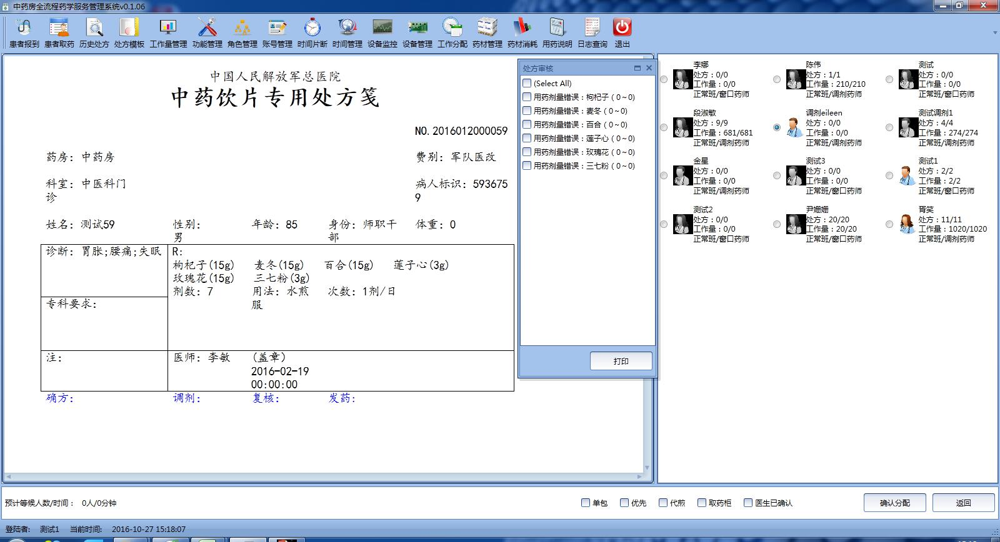 中药房全流程药学服务管理系统v0.1.06
患者报到 患者取药 历史处方 处方模板 工作量管理 功能管理 角色管理 账号管理 时间片断 时间管理 设备监控 设备管理 工作分配 药材管理 药材消耗 用药说明 日志查询 退出
中国人民解放军总医院
中药饮片专用处方笺
NO.2016012000059
药房：中药房 费别：军队医改
科室：中医科门诊 病人标识：5936759
姓名：测试59 性别：男 年龄：85 身份：师职干部 体重：0
诊断：胃胀;腰痛;失眠
R:
枸杞子(15g) 麦冬(15g) 百合(15g) 莲子心(3g)
玫瑰花(15g) 三七粉(3g)
剂数：7 用法：水煎服 次数：1剂/日
专科要求：
注：
医师：李敏 (盖章)
2016-02-19
00:00:00
确方： 调剂： 复核： 发药：
处方审核
(Select All)
用药剂量错误：枸杞子（0～0）
用药剂量错误：麦冬（0～0）
用药剂量错误：百合（0～0）
用药剂量错误：莲子心（0～0）
用药剂量错误：玫瑰花（0～0）
用药剂量错误：三七粉（0～0）
打印
李娜
处方：0/0
工作量：0/0
正常班/窗口药师
陈伟
处方：1/1
工作量：210/210
正常班/调剂药师
测试
处方：0/0
工作量：0/0
正常班/窗口药师
段淑敏
处方：9/9
工作量：681/681
正常班/调剂药师
调剂eileen
处方：0/0
工作量：0/0
正常班/调剂药师
测试调剂1
处方：4/4
工作量：274/274
正常班/调剂药师
金星
处方：0/0
工作量：0/0
正常班/调剂药师
测试3
处方：0/0
工作量：0/0
正常班/窗口药师
测试1
处方：2/2
工作量：2/2
正常班/窗口药师
测试2
处方：0/0
工作量：0/0
正常班/窗口药师
尹姗姗
处方：20/20
工作量：20/20
正常班/窗口药师
胥笑
处方：11/11
工作量：1020/1020
正常班/调剂药师
预计等候人数/时间： 0人/0分钟 单包 优先 代煎 取药柜 医生已确认 确认分配 返回
登陆者: 测试1 当前时间: 2016-10-27 15:18:07